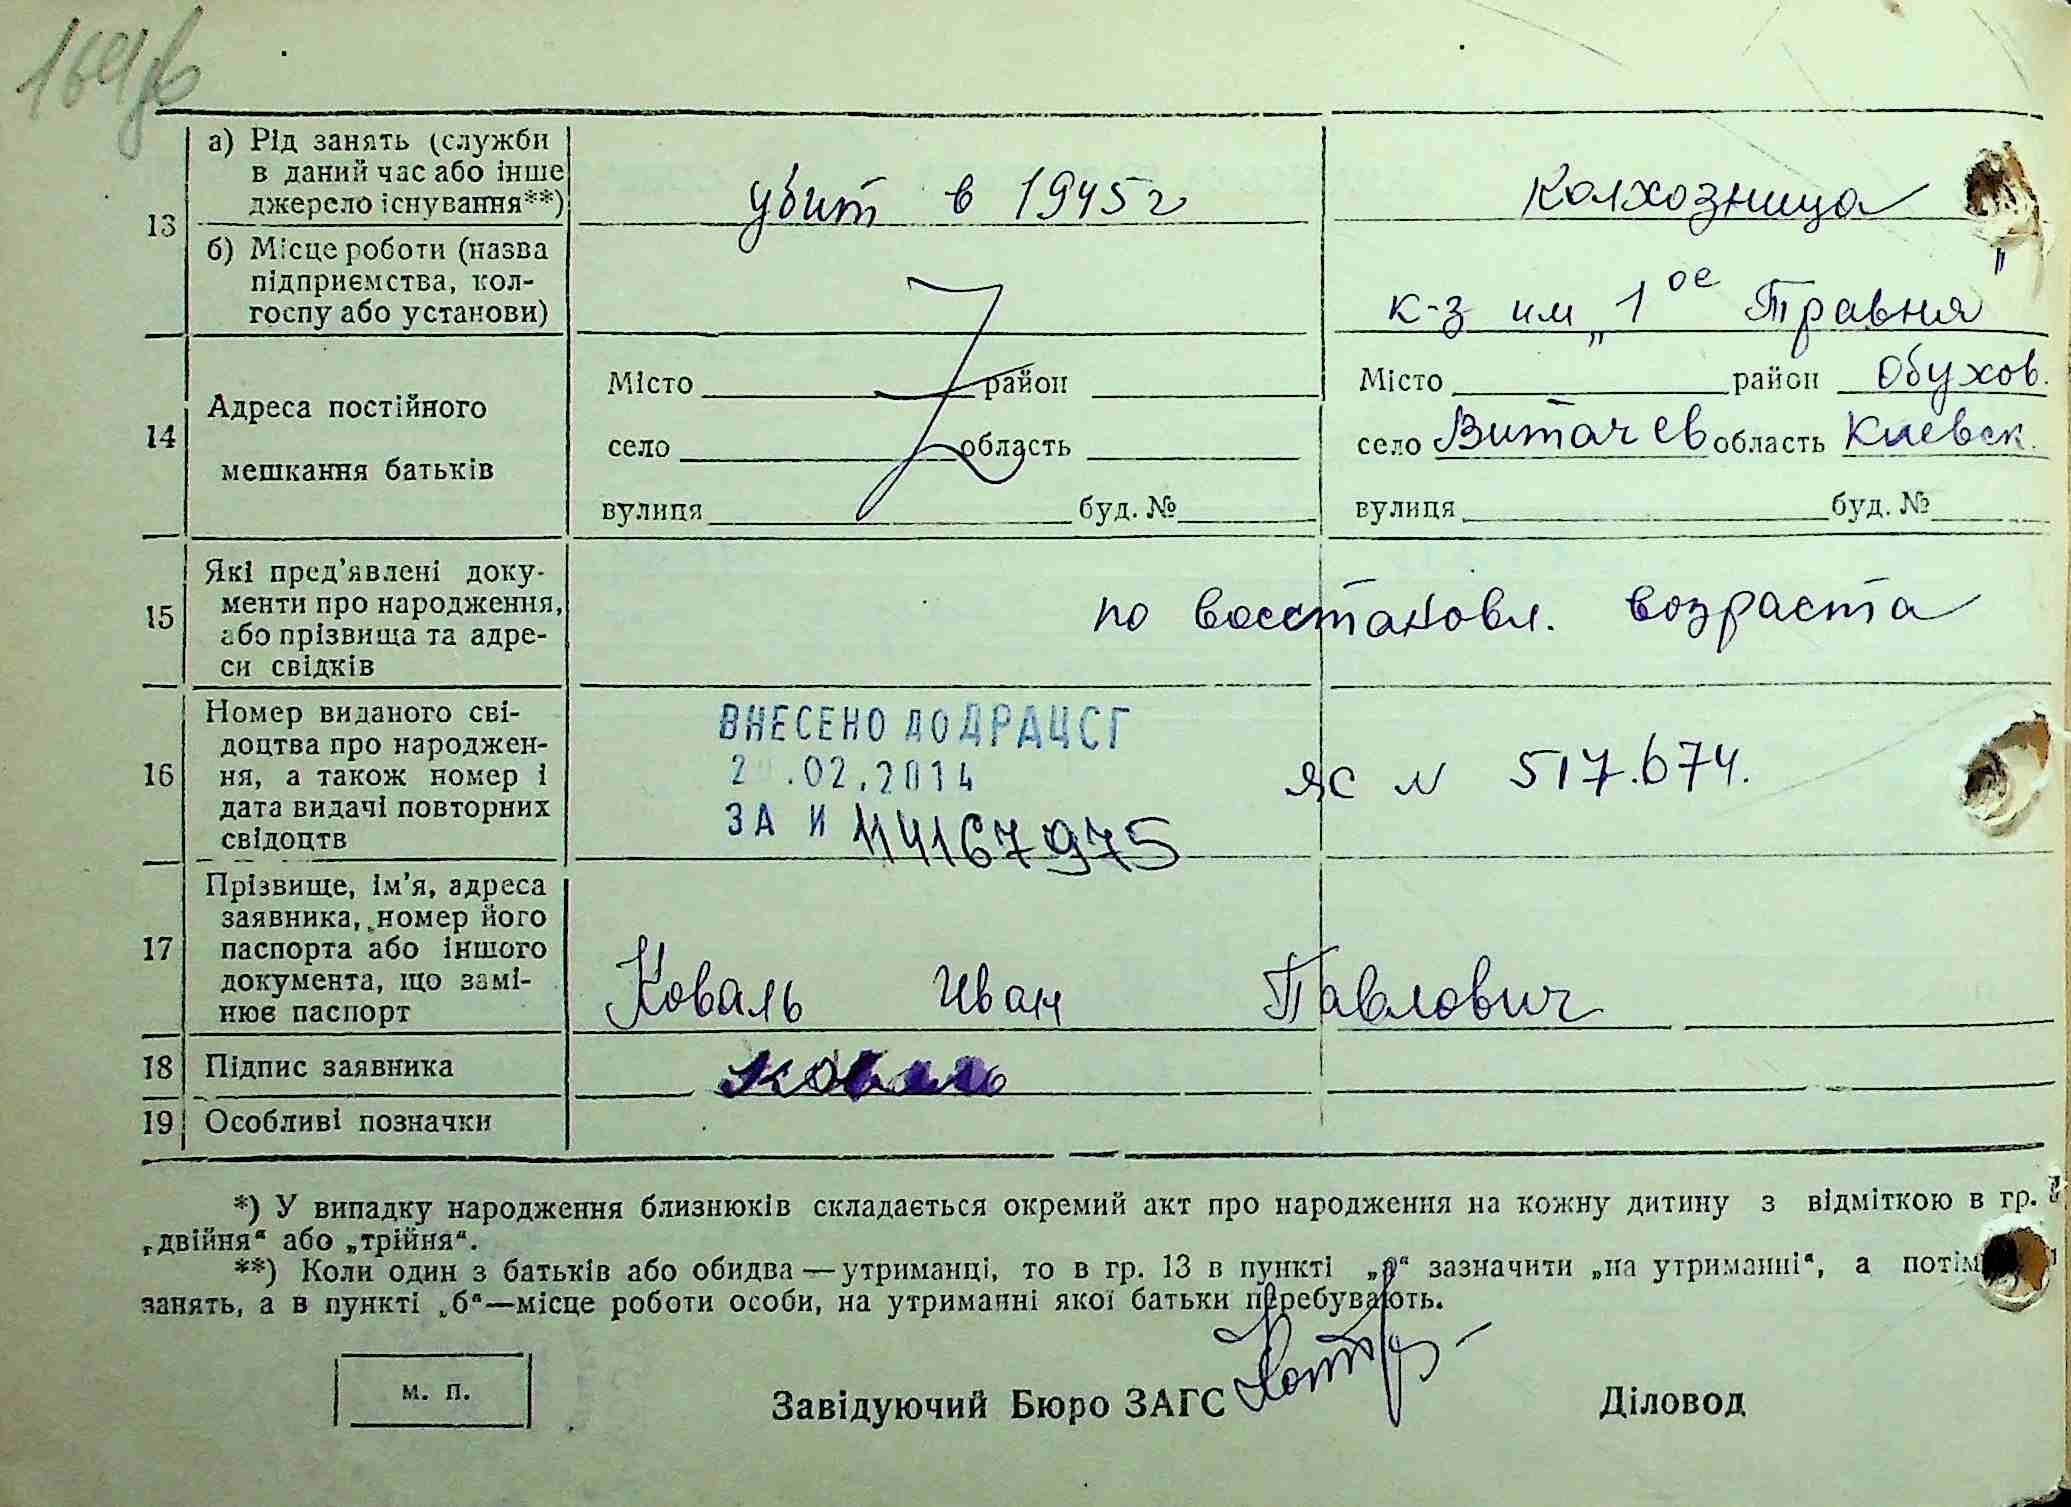 13
а) Рід занять (служби
в даний час або інше
джерело існування**)
убит в 1945г
Колхозница
б) Місце роботи (назва
підприємства, кол-
госпу або установи)
к-з им „1ое Травня"
14
Адреса постійного
мешкання батьків
Місто район
село область
вулиця буд. №
Місто район Обухов.
село Витачев область Киевск.
вулиця буд. №
15
Які пред'явлені доку-
менти про народження,
або прізвища та адре-
си свідків
по восстановл. возраста
16
Номер виданого сві-
доцтва про народжен-
ня, а також номер і
дата видачі повторних
свідоцтв
ВНЕСЕНО ДО ДРАЦСГ
.02.2014
ЗА И 114167975
ЯС N 517.674.
17
Прізвище, ім'я, адреса
заявника, номер його
паспорта або іншого
документа, що замі-
нює паспорт
Коваль Иван Павлович
18
Підпис заявника
Коваль
19
Особливі позначки
*) У випадку народження близнюків складається окремий акт про народження на кожну дитину з відміткою в гр.
„двійня“ або „трійня“.
**) Коли один з батьків або обидва — утриманці, то в гр. 13 в пункті „а“ зазначити „на утриманні“, а потім
занять, а в пункті „б“—місце роботи особи, на утриманні якої батьки перебувають.
м. п.
Завідуючий Бюро ЗАГС
Діловод